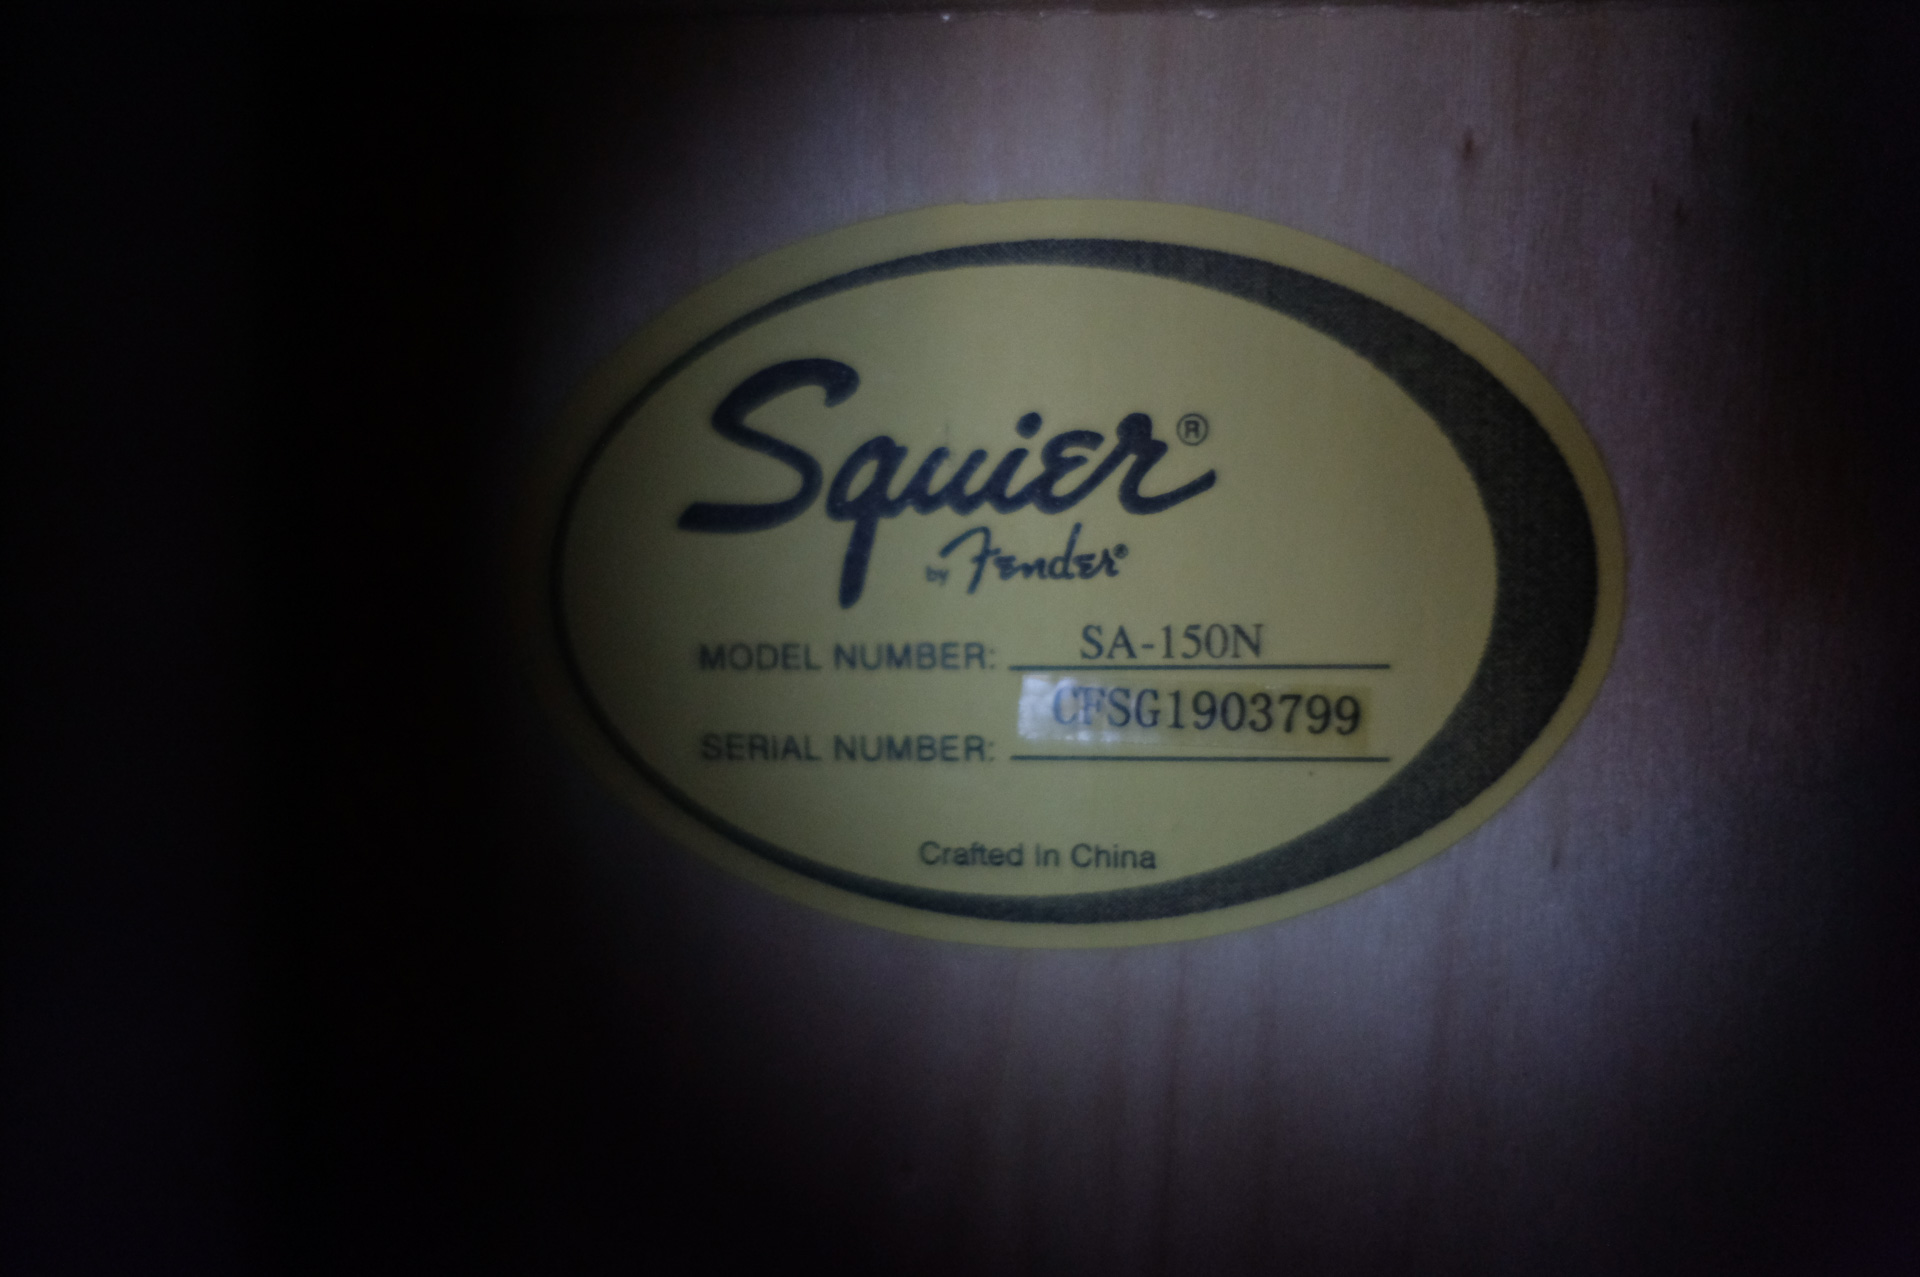 Squier®
by Fender®
MODEL NUMBER: SA-150N
SERIAL NUMBER: CFSG1903799
Crafted in China